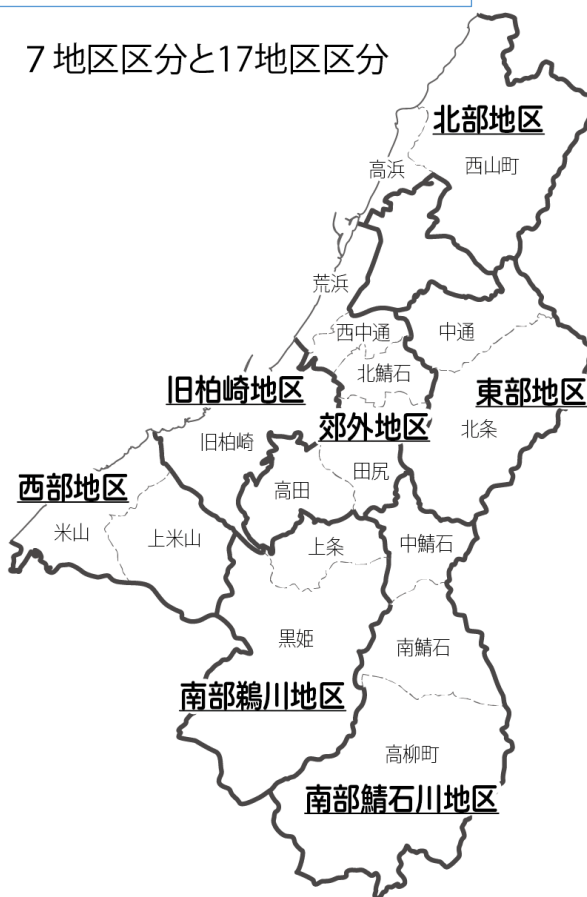 7地区区分と17地区区分
北部地区
西山町
高浜
荒浜
西中通
中通
北鯖石
旧柏崎地区
東部地区
郊外地区
北条
旧柏崎
田尻
西部地区
高田
米山
上米山
上条
中鯖石
黒姫
南鯖石
南部鵜川地区
高柳町
南部鯖石川地区